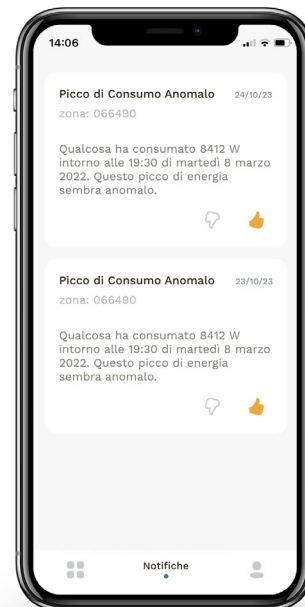 14:06
Picco di Consumo Anomalo 24/10/23
zona: 066490
Qualcosa ha consumato 8412 W
intorno alle 19:30 di martedì 8 marzo
2022. Questo picco di energia
sembra anomalo.
Picco di Consumo Anomalo 23/10/23
zona: 066490
Qualcosa ha consumato 8412 W
intorno alle 19:30 di martedì 8 marzo
2022. Questo picco di energia
sembra anomalo.
Notifiche